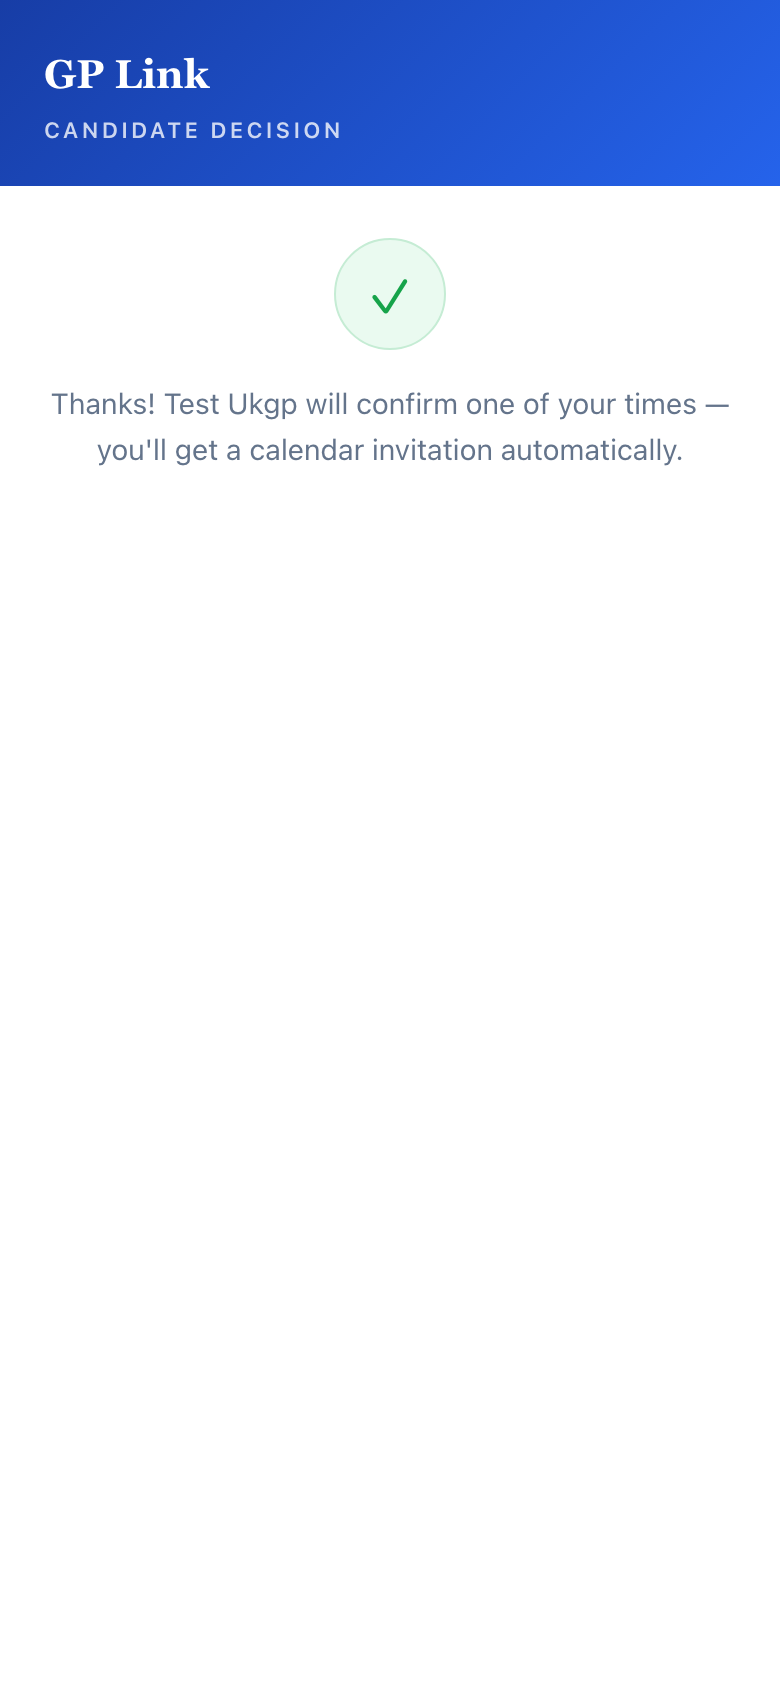 GP Link
CANDIDATE DECISION
Thanks! Test Ukgp will confirm one of your times —
you'll get a calendar invitation automatically.